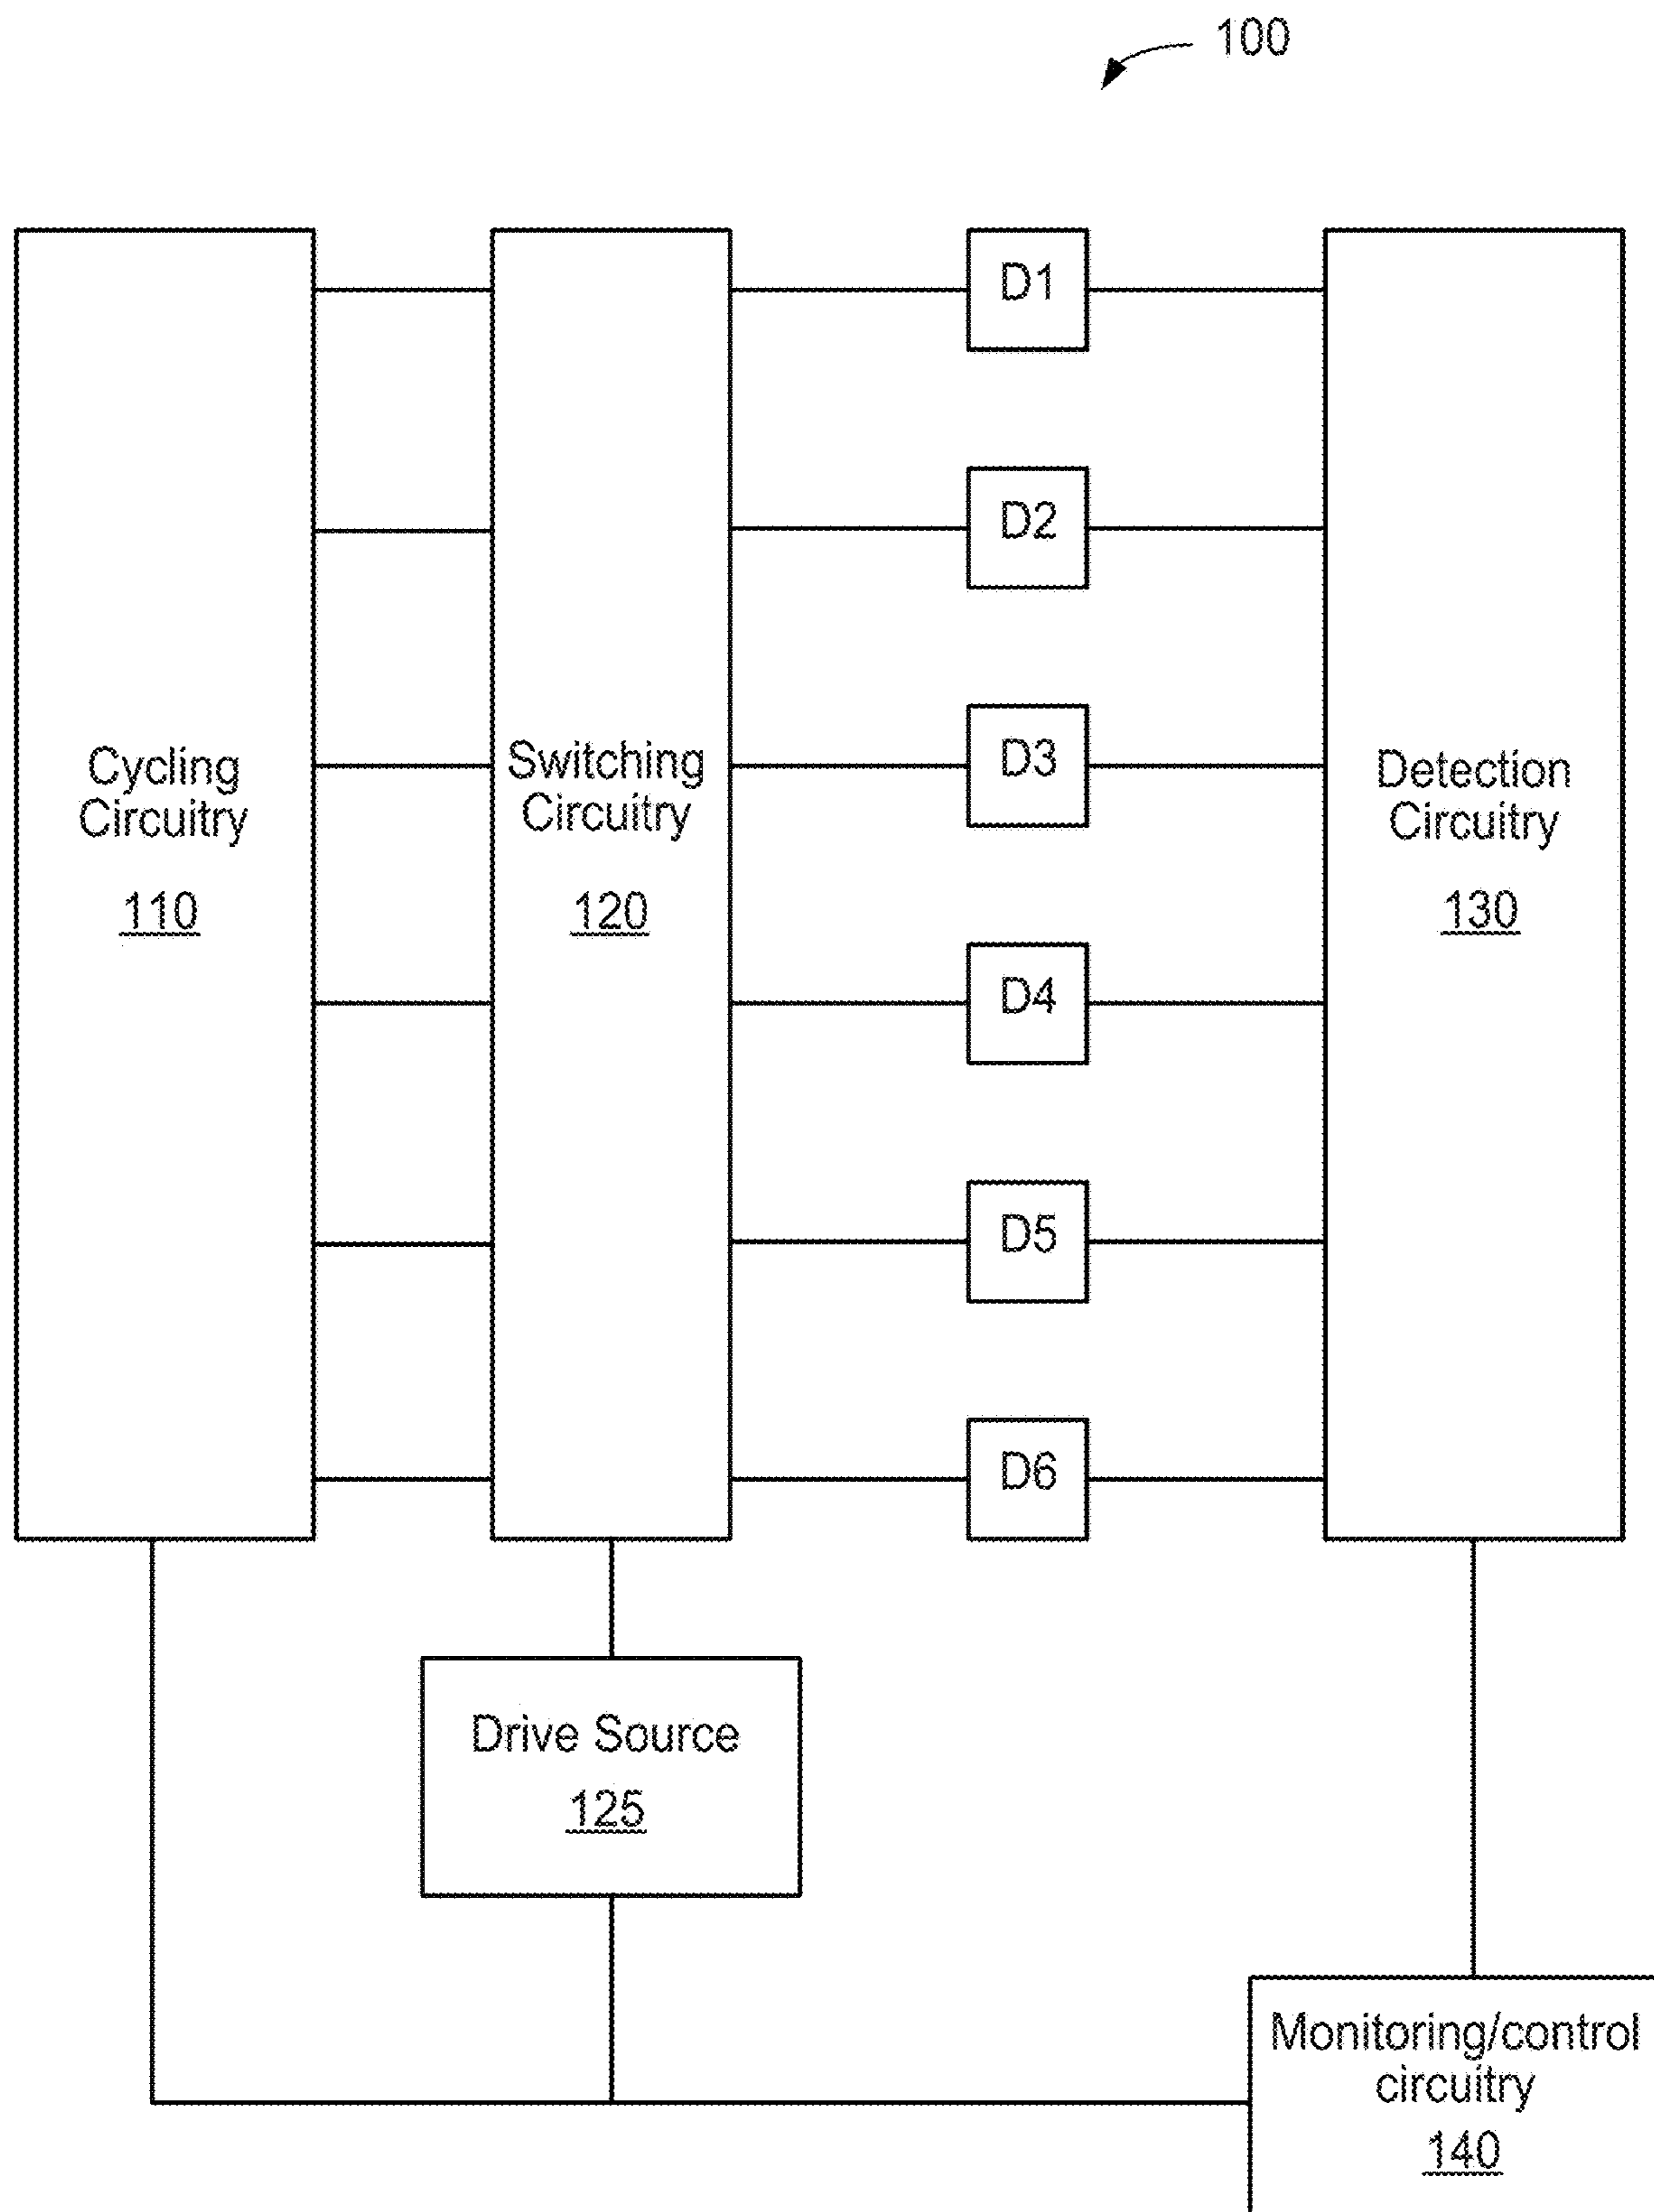 100
D1
D2
D3
D4
D5
D6
Cycling
Circuitry
110
Switching
Circuitry
120
Detection
Circuitry
130
Drive Source
125
Monitoring/control
circuitry
140